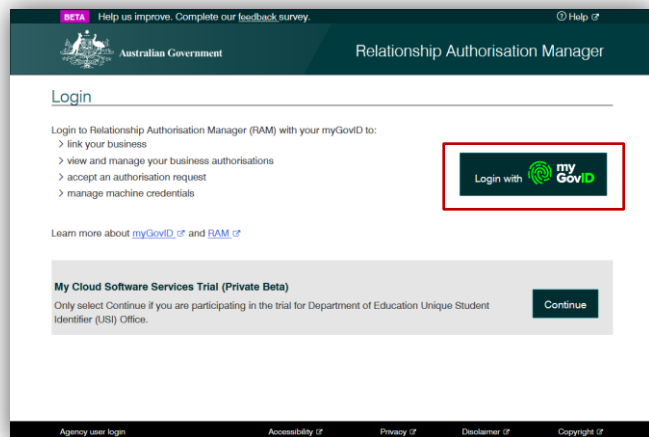 BETA Help us improve. Complete our feedback survey. Help
Australian Government Relationship Authorisation Manager
Login
Login to Relationship Authorisation Manager (RAM) with your myGovID to:
> link your business
> view and manage your business authorisations
> accept an authorisation request
> manage machine credentials
Login with my GovID
Learn more about myGovID and RAM
My Cloud Software Services Trial (Private Beta)
Only select Continue if you are participating in the trial for Department of Education Unique Student
Identifier (USI) Office.
Continue
Agency user login Accessibility Privacy Disclaimer Copyright